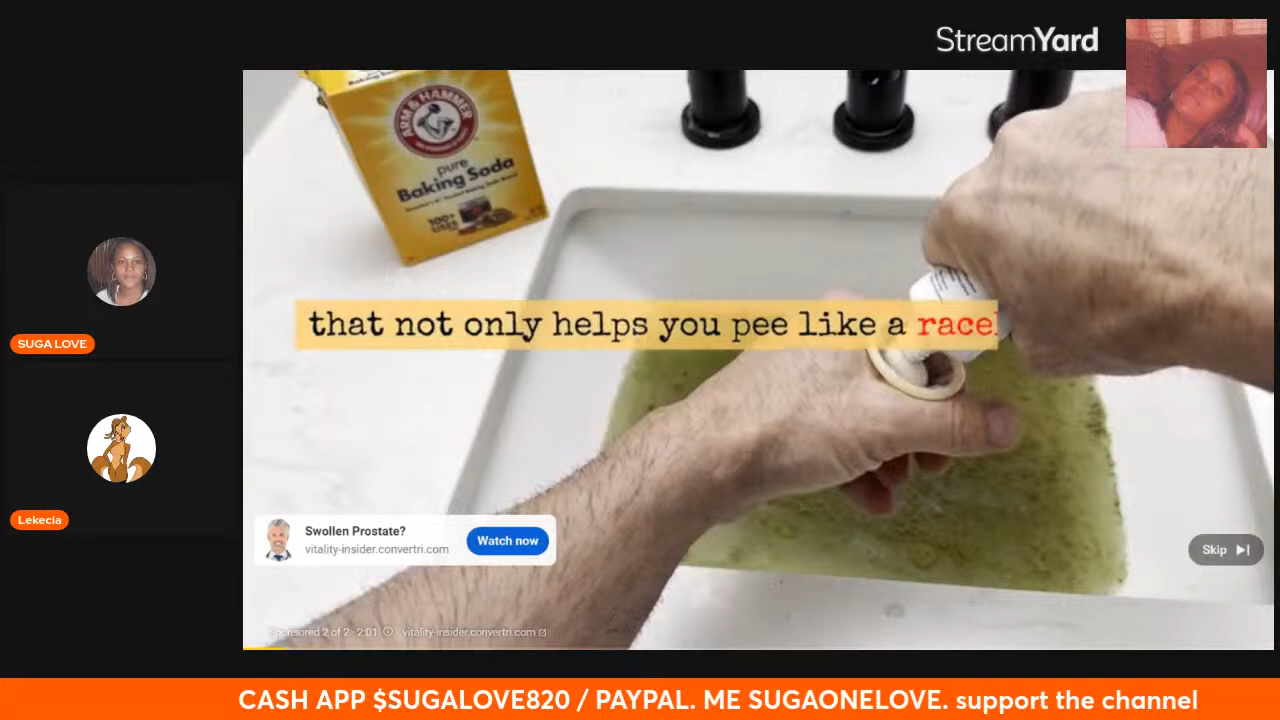 StreamYard
ARM & HAMMER
pure
Baking Soda
100+
USES
that not only helps you pee like a race
SUGA LOVE
Lekecia
Swollen Prostate?
vitality-insider.convertri.com
Watch now
Skip
Sponsored 2 of 2 · 2:01 vitality-insider.convertri.com
CASH APP $SUGALOVE820 / PAYPAL. ME SUGAONELOVE. support the channel